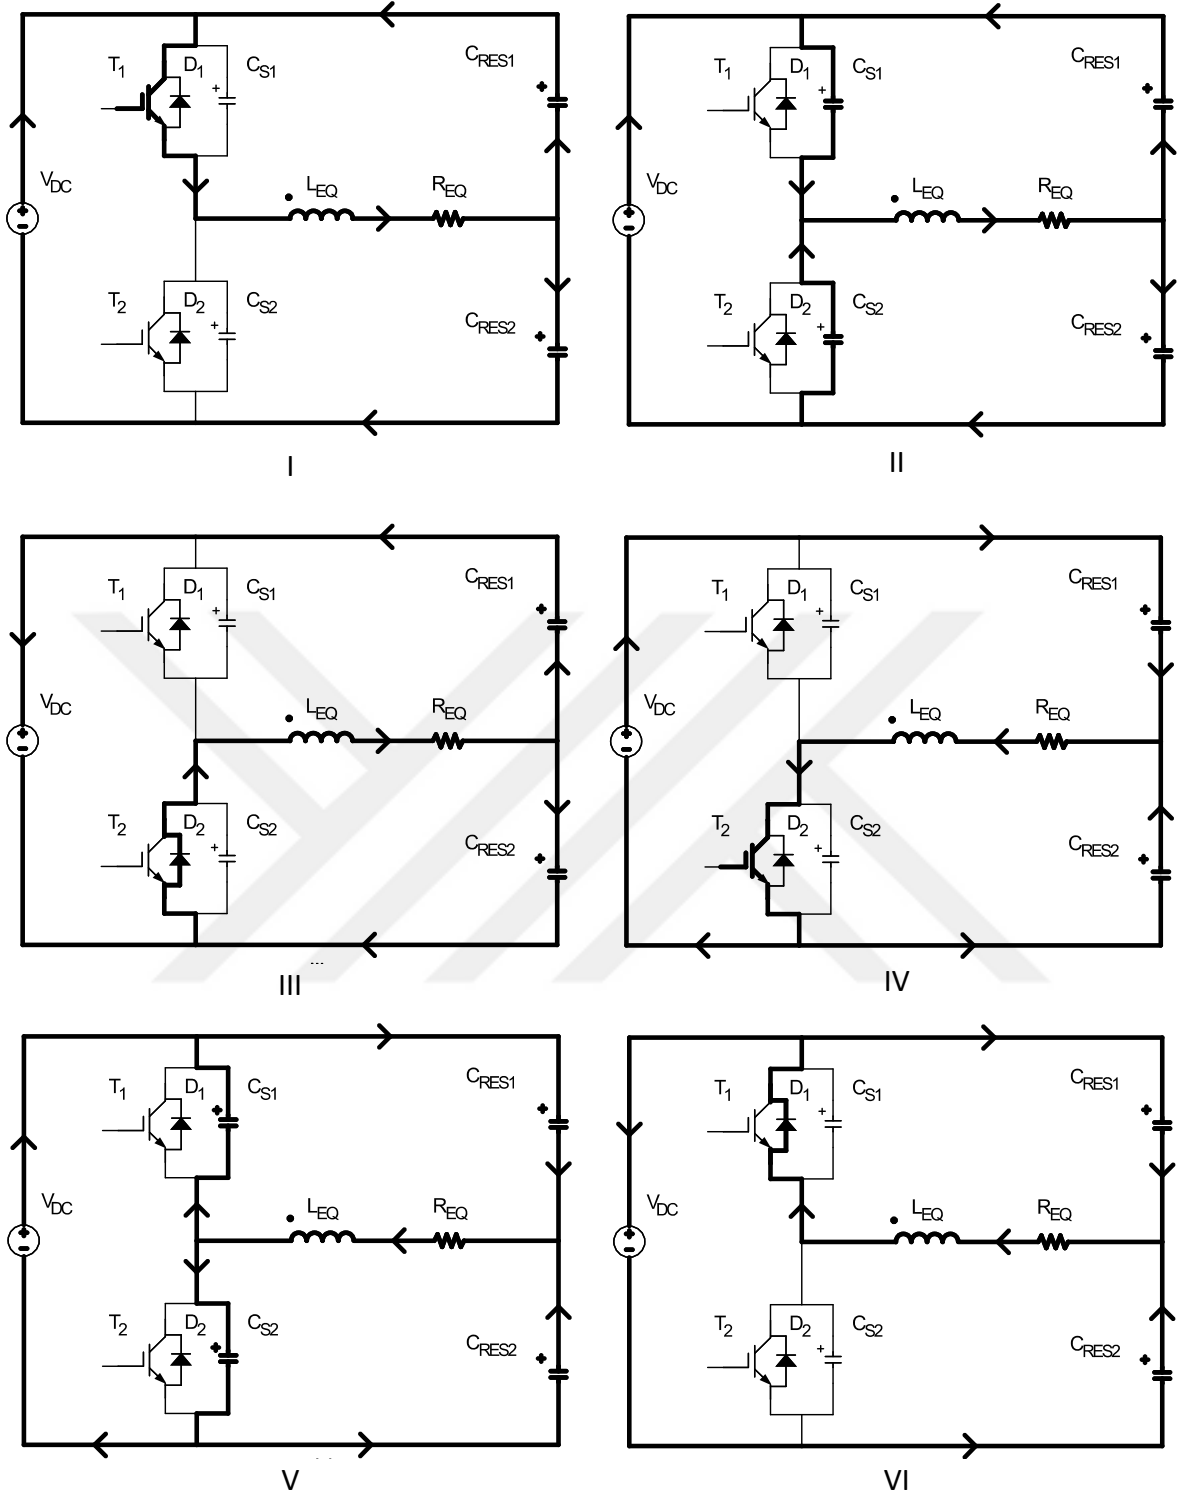 T1 D1 CS1 CRES1
VDC LEQ REQ
T2 D2 CS2 CRES2
I
T1 D1 CS1 CRES1
VDC LEQ REQ
T2 D2 CS2 CRES2
II
T1 D1 CS1 CRES1
VDC LEQ REQ
T2 D2 CS2 CRES2
III
T1 D1 CS1 CRES1
VDC LEQ REQ
T2 D2 CS2 CRES2
IV
T1 D1 CS1 CRES1
VDC LEQ REQ
T2 D2 CS2 CRES2
V
T1 D1 CS1 CRES1
VDC LEQ REQ
T2 D2 CS2 CRES2
VI